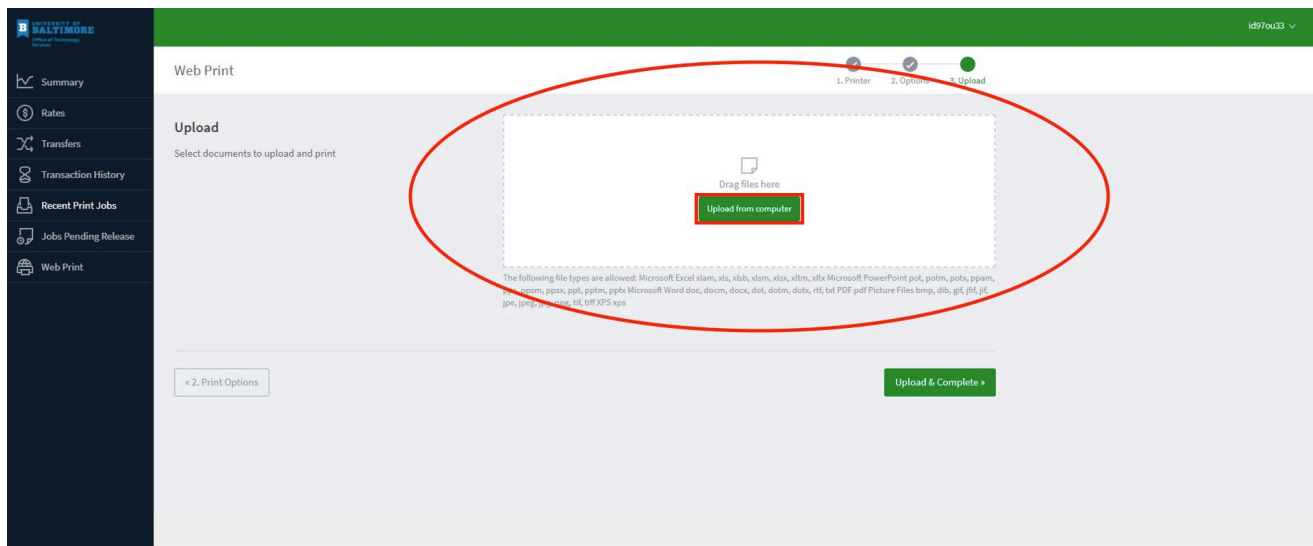 UNIVERSITY OF
BALTIMORE
Office of Technology
Services
id97ou33
Summary
Rates
Transfers
Transaction History
Recent Print Jobs
Jobs Pending Release
Web Print
Web Print
1. Printer
2. Options
3. Upload
Upload
Select documents to upload and print
Drag files here
Upload from computer
The following file types are allowed: Microsoft Excel xlam, xls, xlsb, xlsm, xlsx, xltm, xltx Microsoft PowerPoint pot, potm, potx, ppam,
pps, ppsm, ppsx, ppt, pptm, pptx Microsoft Word doc, docm, docx, dot, dotm, dotx, rtf, txt PDF pdf Picture Files bmp, dib, gif, jfif, jif,
jpe, jpeg, jpg, png, tif, tiff XPS xps
« 2. Print Options
Upload & Complete »